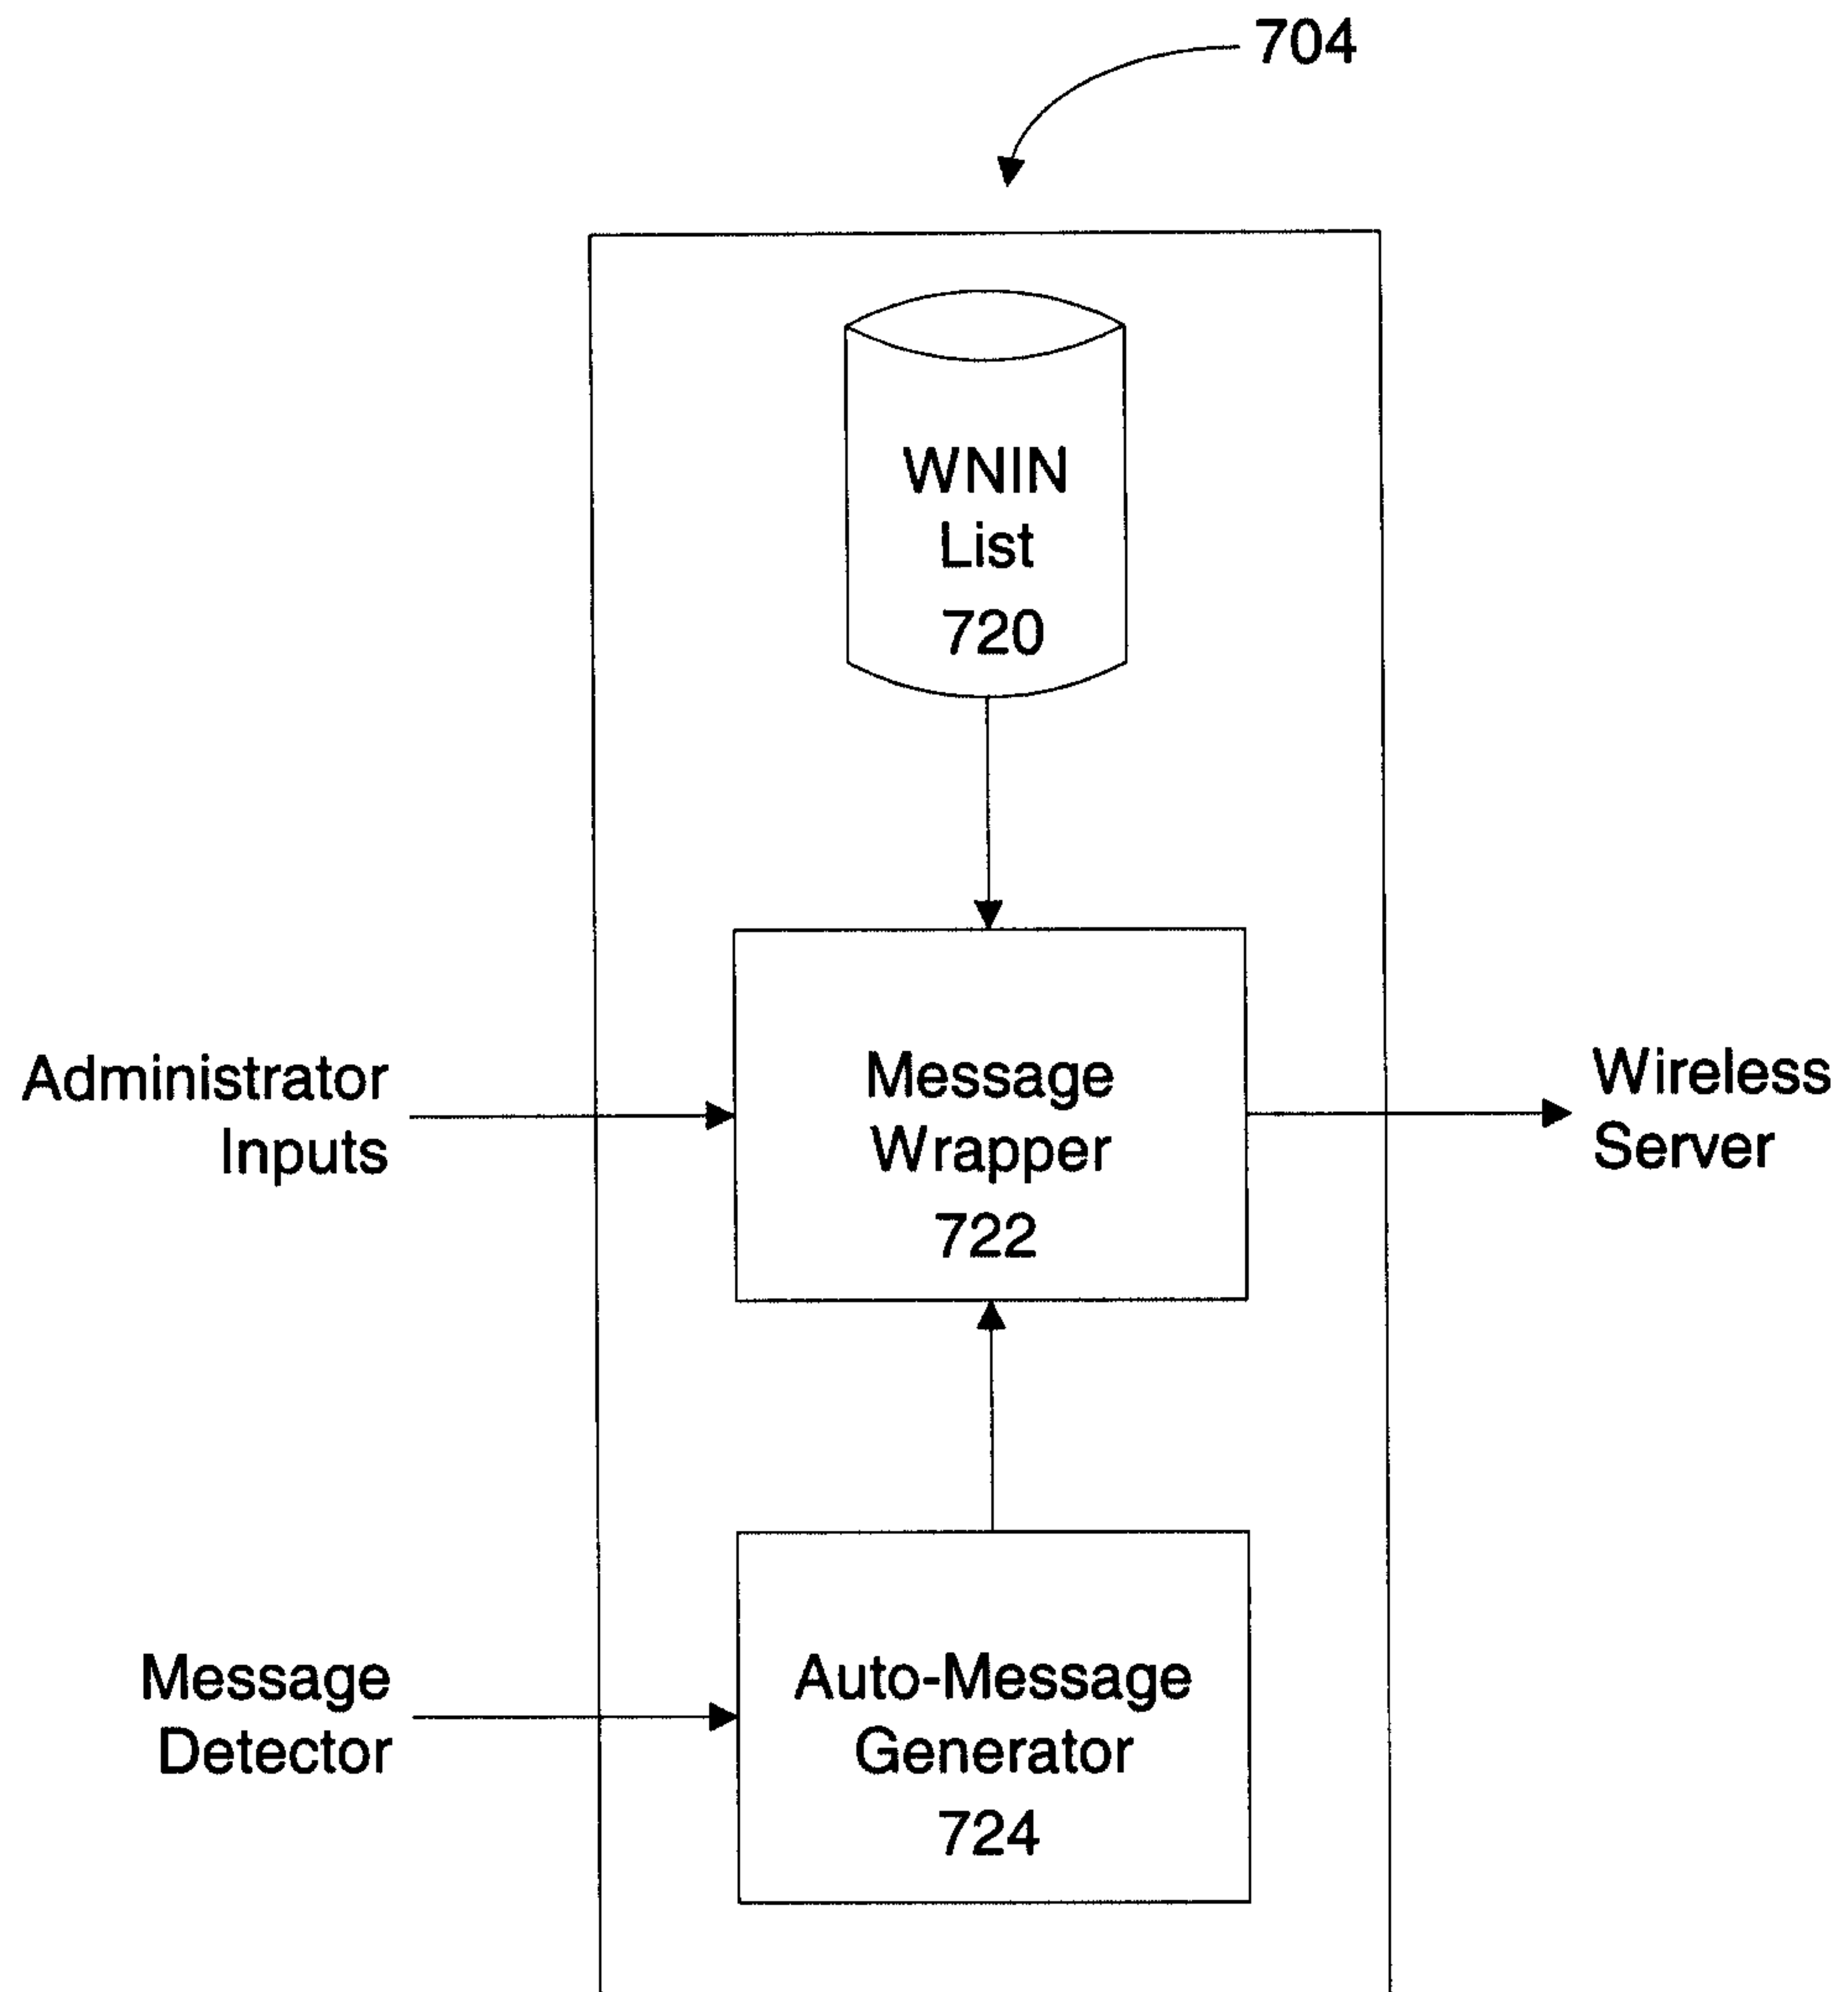 704
WNIN
List
720
Administrator
Inputs
Message
Wrapper
722
Wireless
Server
Message
Detector
Auto-Message
Generator
724